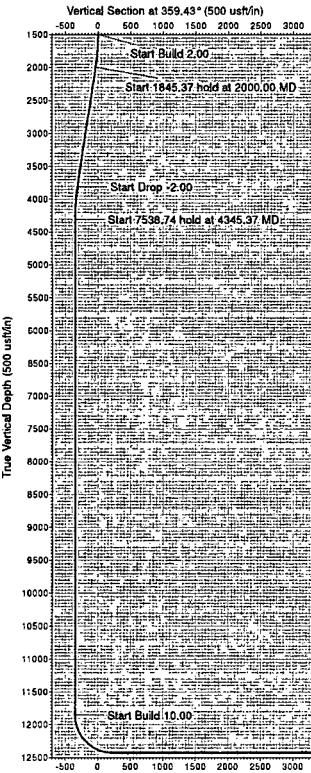 Vertical Section at 359.43° (500 usft/in)
-500 0 500 1000 1500 2000 2500 3000
1500
Start Build 2.00
2000
Start 1845.37 hold at 2000.00 MD
2500
3000
3500
Start Drop -2.00
4000
Start 7538.74 hold at 4345.37 MD
4500
5000
5500
6000
6500
7000
True Vertical Depth (500 usft/in)
7500
8000
8500
9000
9500
10000
10500
11000
11500
Start Build 10.00
12000
12500
-500 0 500 1000 1500 2000 2500 3000